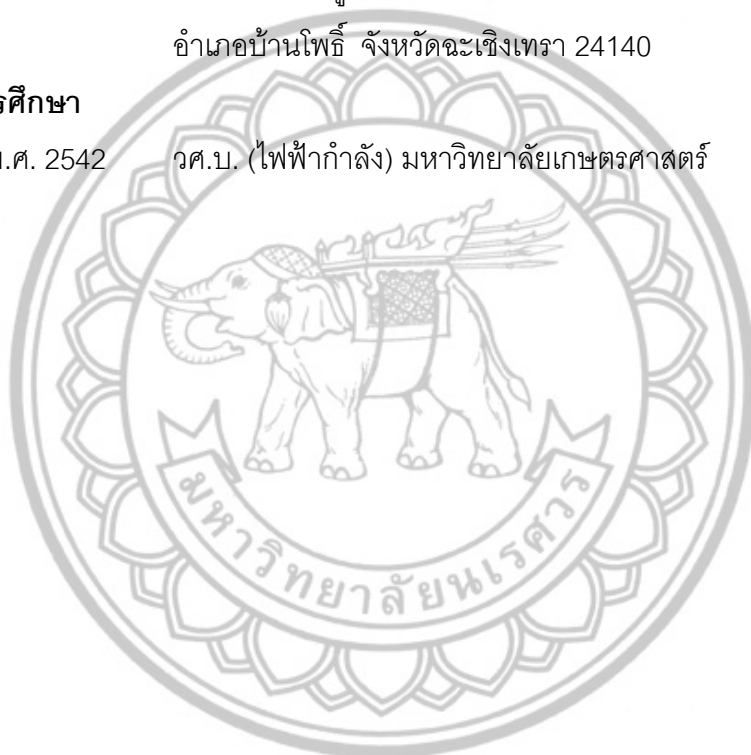 อำเภอบ้านโพธิ์ จังหวัดฉะเชิงเทรา 24140
รศึกษา
.ศ. 2542 วศ.บ. (ไฟฟ้ากำลัง) มหาวิทยาลัยเกษตรศาสตร์
มหาวิทยาลัยนเรศวร